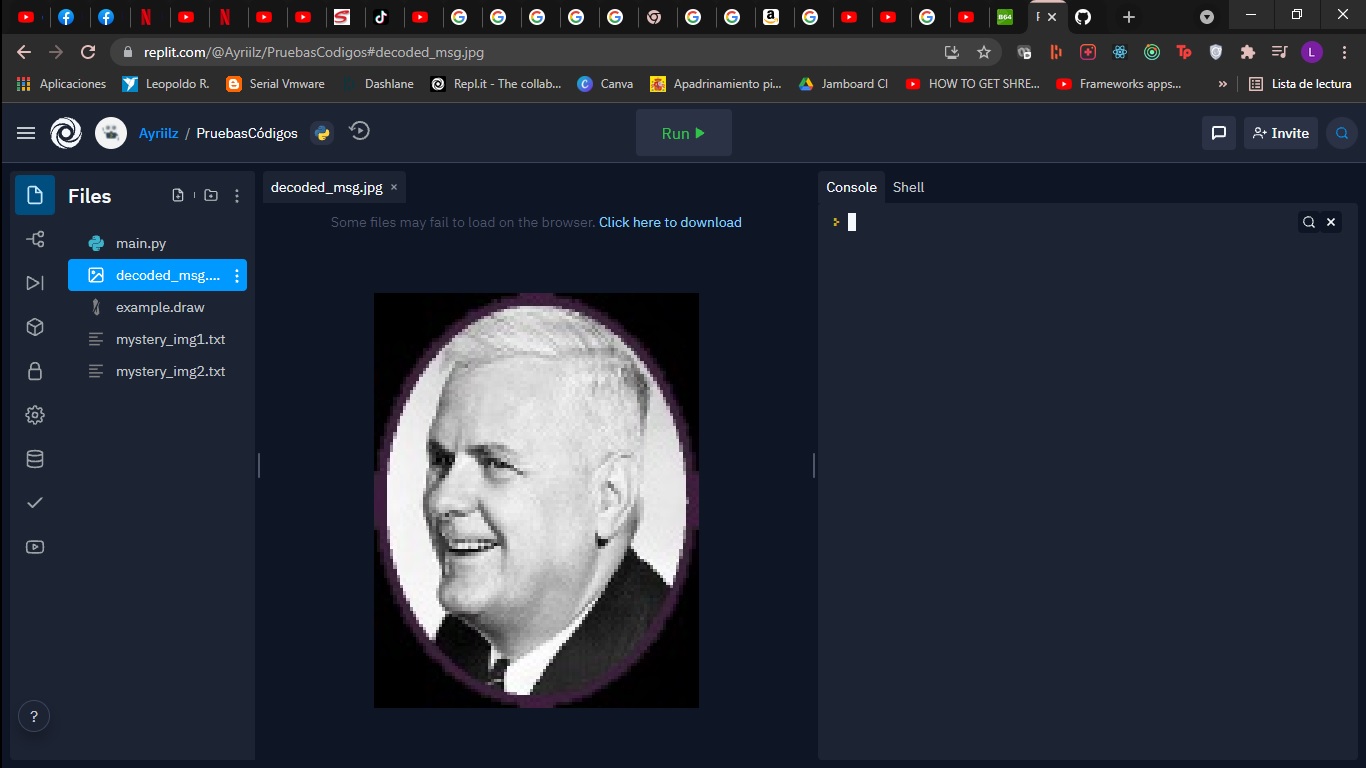 replit.com/@Ayriilz/PruebasCodigos#decoded_msg.jpg
L
Aplicaciones Leopoldo R. Serial Vmware Dashlane Repl.it - The collab... Canva Apadrinamiento pi... Jamboard CI HOW TO GET SHRE... Frameworks apps... » Lista de lectura
Ayriilz / PruebasCódigos Run Invite
Files decoded_msg.jpg × Console Shell
Some files may fail to load on the browser. Click here to download
main.py
decoded_msg....
example.draw
mystery_img1.txt
mystery_img2.txt
?